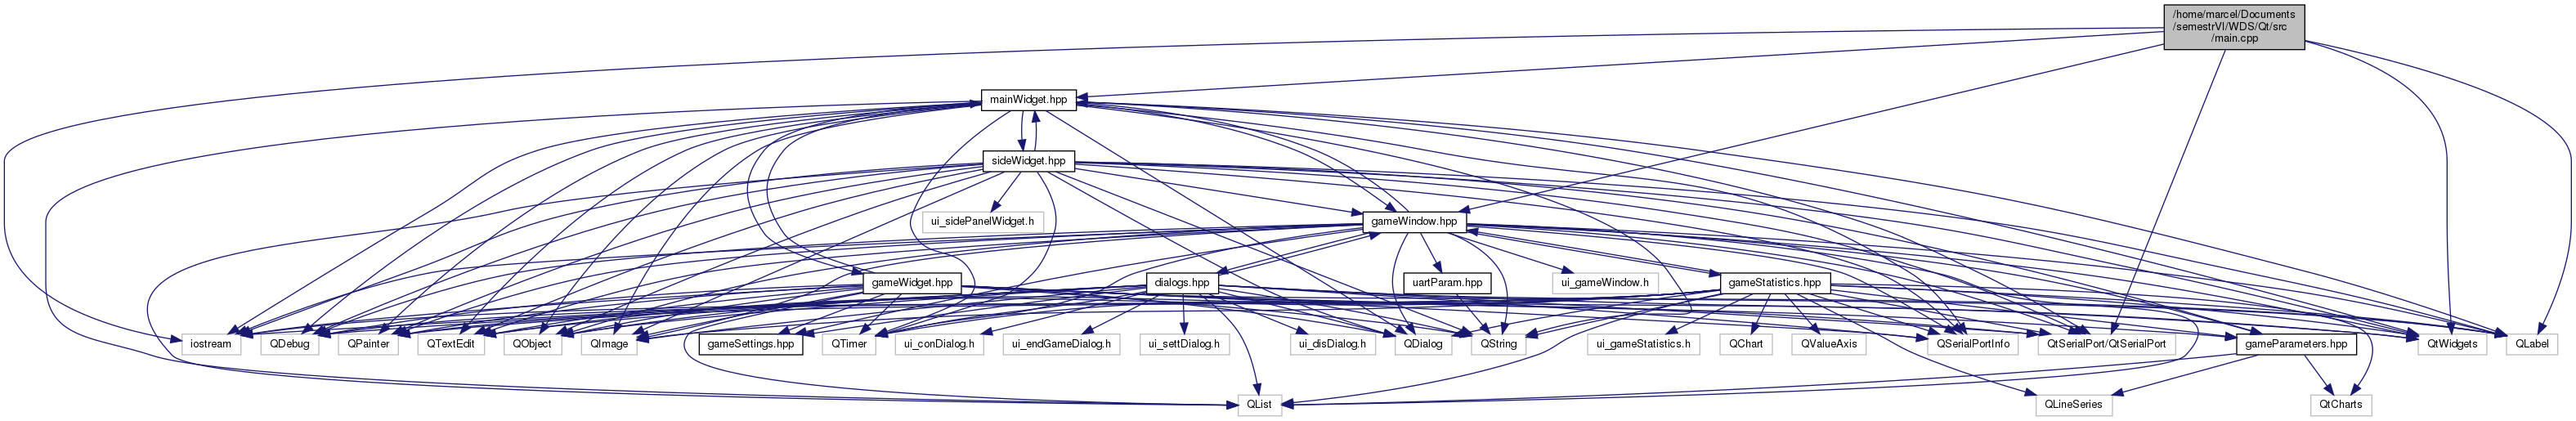 /home/marcel/Documents
/semestrVI/WDS/Qt/src
/main.cpp
mainWidget.hpp
sideWidget.hpp
ui_sidePanelWidget.h
gameWindow.hpp
gameWidget.hpp
dialogs.hpp
uartParam.hpp
ui_gameWindow.h
gameStatistics.hpp
iostream
QDebug
QPainter
QTextEdit
QObject
QImage
gameSettings.hpp
QTimer
ui_conDialog.h
ui_endGameDialog.h
ui_settDialog.h
ui_disDialog.h
QDialog
QString
ui_gameStatistics.h
QChart
QValueAxis
QSerialPortInfo
QtSerialPort/QtSerialPort
gameParameters.hpp
QtWidgets
QLabel
QList
QLineSeries
QtCharts